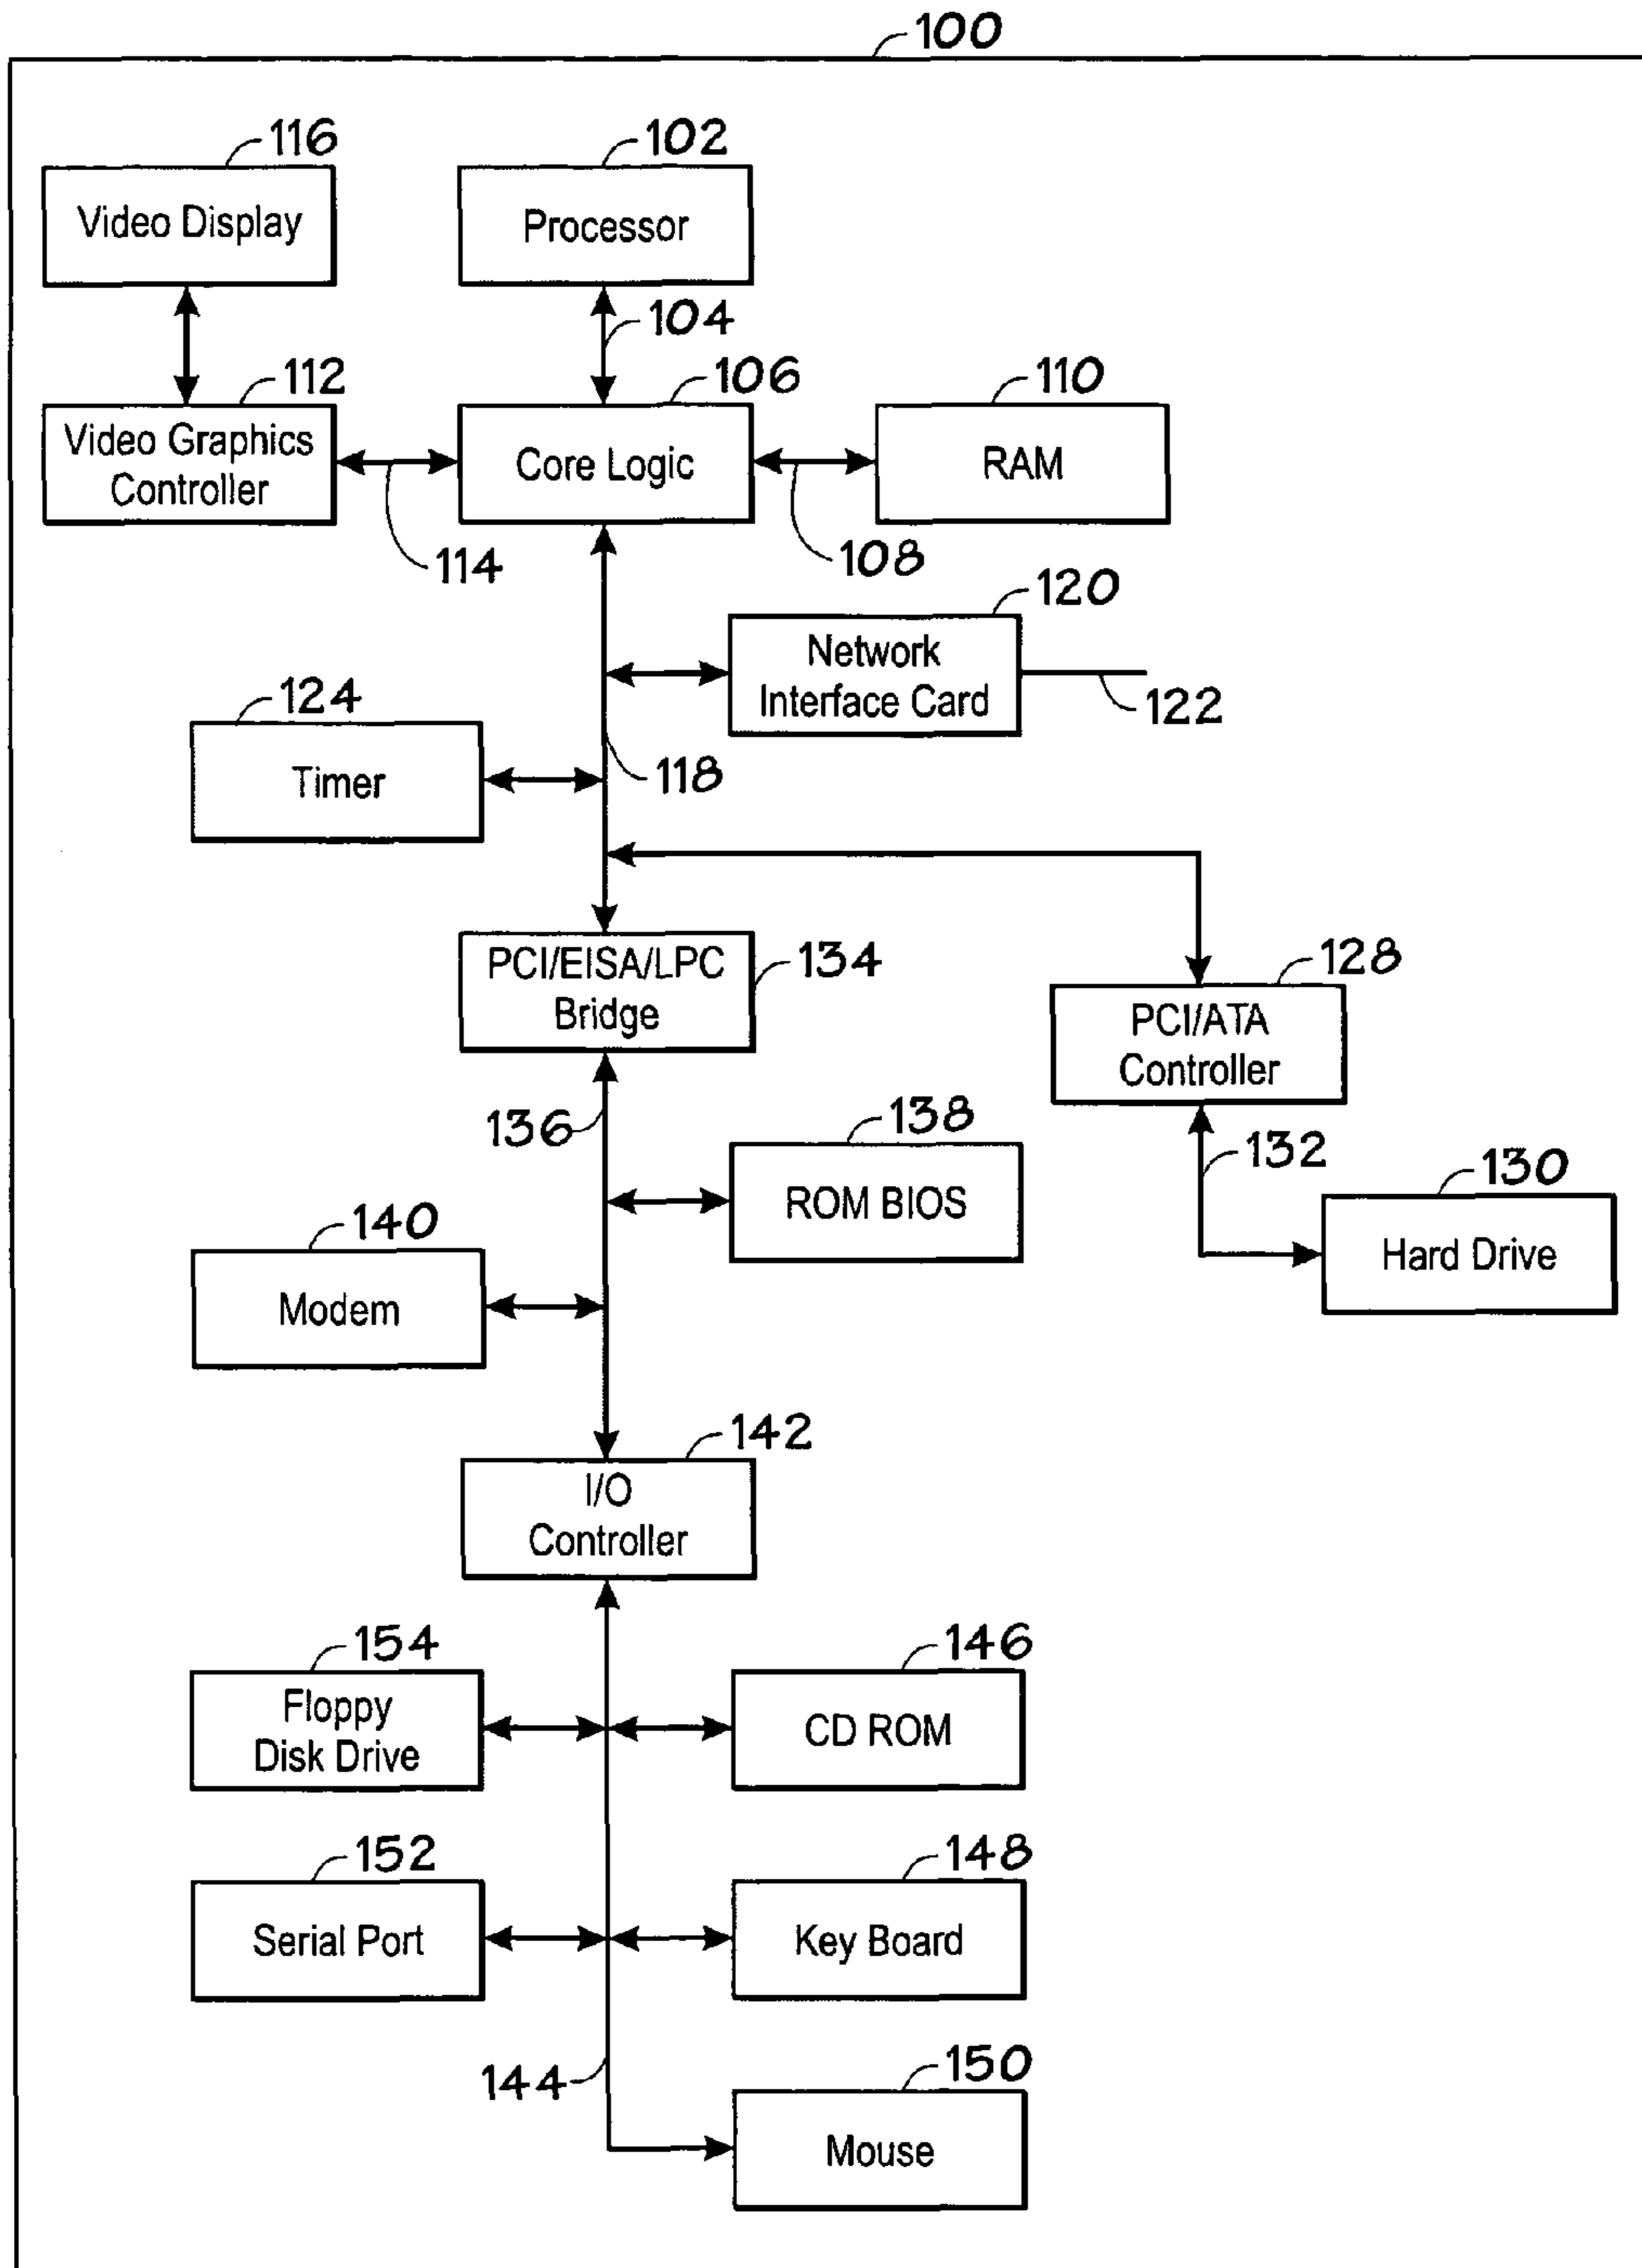 100
116
102
Video Display
Processor
104
112
106
110
Video Graphics
Controller
Core Logic
RAM
114
108
120
Network
Interface Card
122
124
Timer
118
PCI/EISA/LPC
Bridge
134
128
PCI/ATA
Controller
136
138
ROM BIOS
132
130
Hard Drive
140
Modem
142
I/O
Controller
154
146
Floppy
Disk Drive
CD ROM
152
148
Serial Port
Key Board
144
150
Mouse